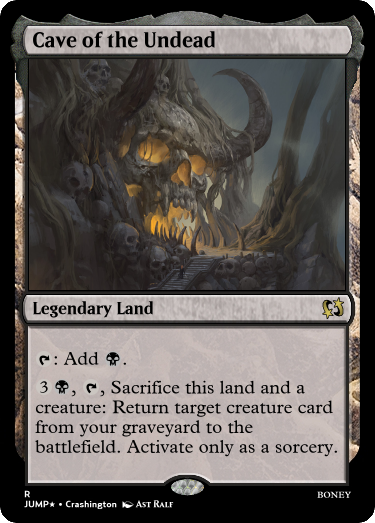 Cave of the Undead
Legendary Land
: Add .
3 , , Sacrifice this land and a
creature: Return target creature card
from your graveyard to the
battlefield. Activate only as a sorcery.
R
BONEY
JUMP★ • Crashington Ast Ralf